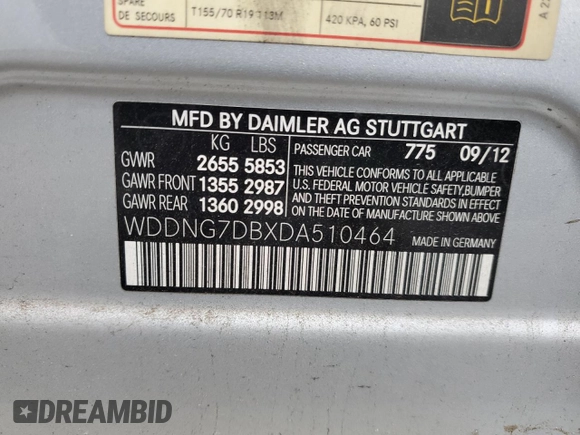 SPARE
DE SECOURS T155/70 R19 113M 420 KPA, 60 PSI
MFD BY DAIMLER AG STUTTGART
KG LBS PASSENGER CAR 775 09/12
GVWR 2655 5853
GAWR FRONT 1355 2987
GAWR REAR 1360 2998
THIS VEHICLE CONFORMS TO ALL APPLICABLE
U.S. FEDERAL MOTOR VEHICLE SAFETY, BUMPER
AND THEFT PREVENTION STANDARDS IN EFFECT
ON THE DATE OF MANUFACTURE SHOWN ABOVE.
WDDNG7DBXDA510464 MADE IN GERMANY
DREAMBID